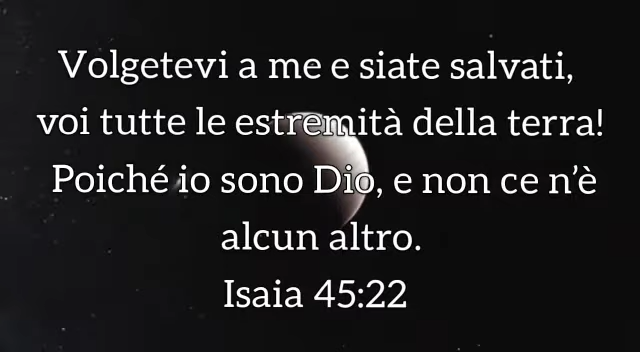 Volgetevi a me e siate salvati,
voi tutte le estremità della terra!
Poiché io sono Dio, e non ce n’è
alcun altro.
Isaia 45:22